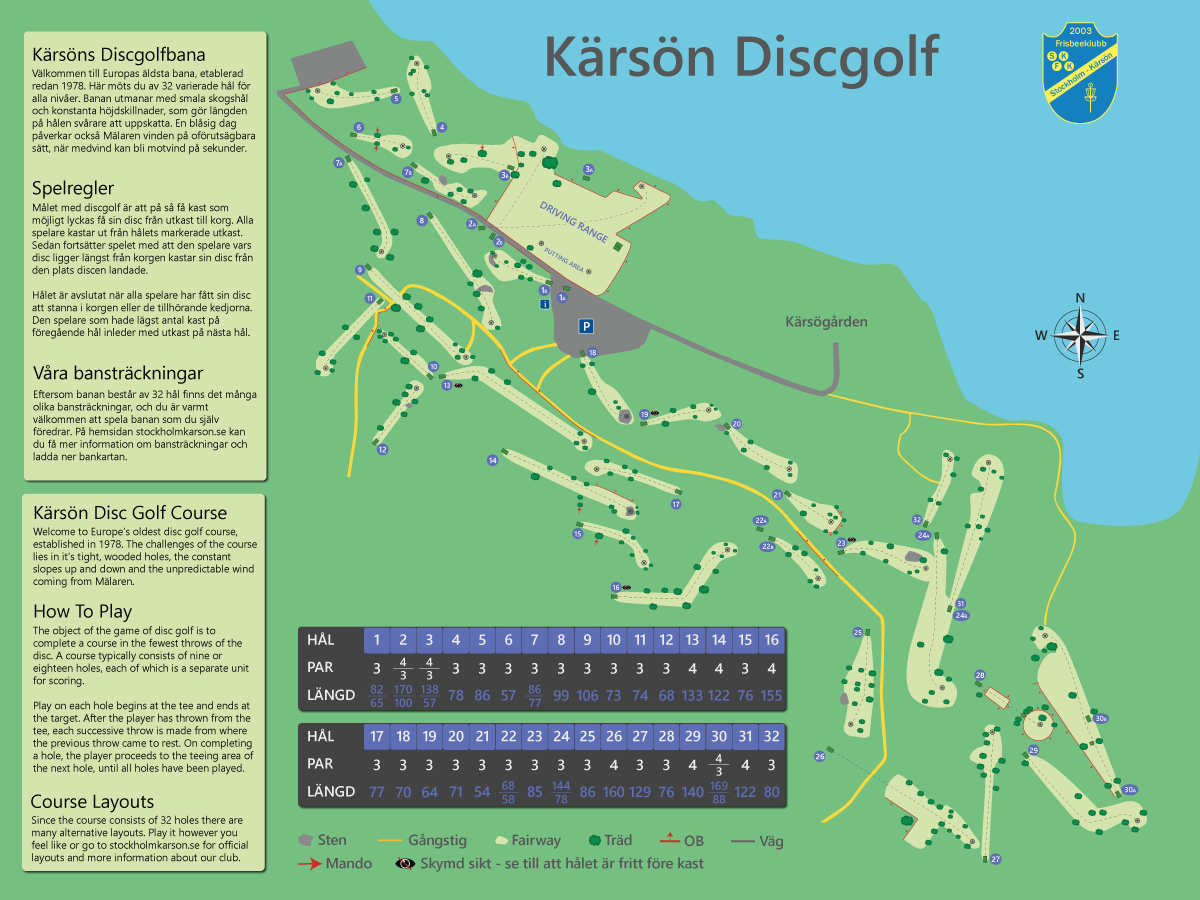 Kärsön Discgolf
2003
Frisbeeklubb
S K
F K
Stockholm - Kärsön
Kärsöns Discgolfbana
Välkommen till Europas äldsta bana, etablerad
redan 1978. Här möts du av 32 varierade hål för
alla nivåer. Banan utmanar med smala skogshål
och konstanta höjdskillnader, som gör längden
på hålen svårare att uppskatta. En blåsig dag
påverkar också Mälaren vinden på oförutsägbara
sätt, när medvind kan bli motvind på sekunder.
Spelregler
Målet med discgolf är att på så få kast som
möjligt lyckas få sin disc från utkast till korg. Alla
spelare kastar ut från hålets markerade utkast.
Sedan fortsätter spelet med att den spelare vars
disc ligger längst från korgen kastar sin disc från
den plats discen landade.
Hålet är avslutat när alla spelare har fått sin disc
att stanna i korgen eller de tillhörande kedjorna.
Den spelare som hade lägst antal kast på
föregående hål inleder med utkast på nästa hål.
Våra bansträckningar
Eftersom banan består av 32 hål finns det många
olika bansträckningar, och du är varmt
välkommen att spela banan som du själv
föredrar. På hemsidan stockholmkarson.se kan
du få mer information om bansträckningar och
ladda ner bankartan.
Kärsön Disc Golf Course
Welcome to Europe's oldest disc golf course,
established in 1978. The challenges of the course
lies in it's tight, wooded holes, the constant
slopes up and down and the unpredictable wind
coming from Mälaren.
How To Play
The object of the game of disc golf is to
complete a course in the fewest throws of the
disc. A course typically consists of nine or
eighteen holes, each of which is a separate unit
for scoring.
Play on each hole begins at the tee and ends at
the target. After the player has thrown from the
tee, each successive throw is made from where
the previous throw came to rest. On completing
a hole, the player proceeds to the teeing area of
the next hole, until all holes have been played.
Course Layouts
Since the course consists of 32 holes there are
many alternative layouts. Play it however you
feel like or go to stockholmkarson.se for official
layouts and more information about our club.
5
4
6
7A
7B
3B
3A
8
2A
2B
DRIVING RANGE
PUTTING AREA
9
11
1B
1A
i
P
Kärsögården
N
W E
S
18
10
13
19
20
12
14
17
21
15
22A
22B
23
32
24B
16
31
24A
25
28
30B
29
26
30A
27
HÅL 1 2 3 4 5 6 7 8 9 10 11 12 13 14 15 16
PAR 3 4/3 4/3 3 3 3 3 3 3 3 3 3 4 4 3 4
LÄNGD 82/65 170/100 138/57 78 86 57 86/77 99 106 73 74 68 133 122 76 155
HÅL 17 18 19 20 21 22 23 24 25 26 27 28 29 30 31 32
PAR 3 3 3 3 3 3 3 3 3 4 3 3 4 4/3 4 3
LÄNGD 77 70 64 71 54 68/58 85 144/78 86 160 129 76 140 169/88 122 80
Sten Gångstig Fairway Träd OB Väg
Mando Skymd sikt - se till att hålet är fritt före kast